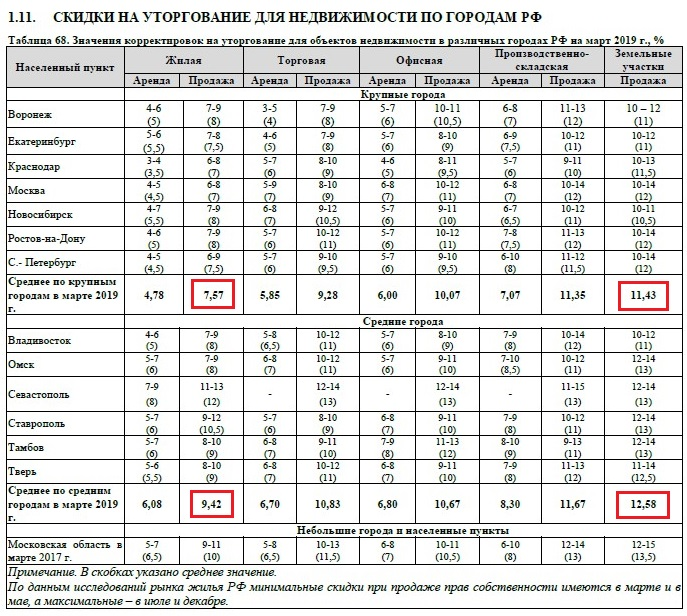 1.11. СКИДКИ НА УТОРГОВАНИЕ ДЛЯ НЕДВИЖИМОСТИ ПО ГОРОДАМ РФ
Таблица 68. Значения корректировок на уторгование для объектов недвижимости в различных городах РФ на март 2019 г., %
Населенный пункт Жилая Торговая Офисная Производственно-складская Земельные участки
Аренда Продажа Аренда Продажа Аренда Продажа Аренда Продажа Продажа
Крупные города
Воронеж 4-6 7-9 3-5 7-9 5-7 10-11 6-8 11-13 10 – 12
(5) (8) (4) (8) (6) (10,5) (7) (12) (11)
Екатеринбург 5-6 7-8 4-6 7-9 5-7 8-10 6-9 10-12 10-12
(5,5) (7,5) (5) (8) (6) (9) (7,5) (11) (11)
Краснодар 3-4 6-8 5-7 8-10 4-6 8-11 5-7 9-11 10-13
(3,5) (7) (6) (9) (5) (9,5) (6) (10) (11,5)
Москва 4-5 6-8 5-9 8-10 6-8 10-12 6-8 10-14 10-14
(4,5) (7) (7) (9) (7) (11) (7) (12) (12)
Новосибирск 4-7 7-9 6-8 9-12 5-7 9-11 6-7 10-12 10-11
(5,5) (8) (7) (10,5) (6) (10) (6,5) (11) (10,5)
Ростов-на-Дону 4-6 7-9 5-7 10-12 5-7 10-12 7-8 11-13 10-14
(5) (8) (6) (11) (6) (11) (7,5) (12) (12)
С.- Петербург 4-5 6-9 5-7 9-10 5-7 9-10 6-10 11-12 10-14
(4,5) (7,5) (6) (9,5) (6) (9,5) (8) (11,5) (12)
Среднее по крупным
городам в марте 2019 4,78 7,57 5,85 9,28 6,00 10,07 7,07 11,35 11,43
г.
Средние города
Владивосток 4-6 7-9 5-8 10-12 5-7 8-10 7-9 10-14 10-12
(5) (8) (6,5) (11) (6) (9) (8) (12) (11)
Омск 5-7 7-9 6-8 10-12 5-7 9-11 7-10 10-12 12-14
(6) (8) (7) (11) (6) (10) (8,5) (11) (13)
Севастополь 7-9 11-13 - 12-14 - 12-14 - 11-15 12-14
(8) (12) (13) (13) (13) (13)
Ставрополь 5-7 9-12 5-7 8-10 6-8 9-11 7-9 10-12 12-14
(6) (10,5) (6) (9) (7) (10) (8) (11) (13)
Тамбов 5-7 8-10 6-8 9-11 7-9 11-13 8-10 9-13 12-14
(6) (9) (7) (10) (8) (12) (9) (11) (13)
Тверь 5-6 8-10 6-8 10-12 6-8 9-11 7-9 11-13 11-14
(5,5) (9) (7) (11) (7) (10) (8) (12) (12,5)
Среднее по средним
городам в марте 2019 6,08 9,42 6,70 10,83 6,80 10,67 8,30 11,67 12,58
г.
Небольшие города и населенные пункты
Московская область в 5-7 9-11 5-8 10-13 6-8 10-11 6-10 12-14 12-15
марте 2017 г. (6,5) (10) (6,5) (11,5) (7) (10,5) (8) (13) (13,5)
Примечание. В скобках указано среднее значение.
По данным исследований рынка жилья РФ минимальные скидки при продаже прав собственности имеются в марте и в
мае, а максимальные – в июле и декабре.